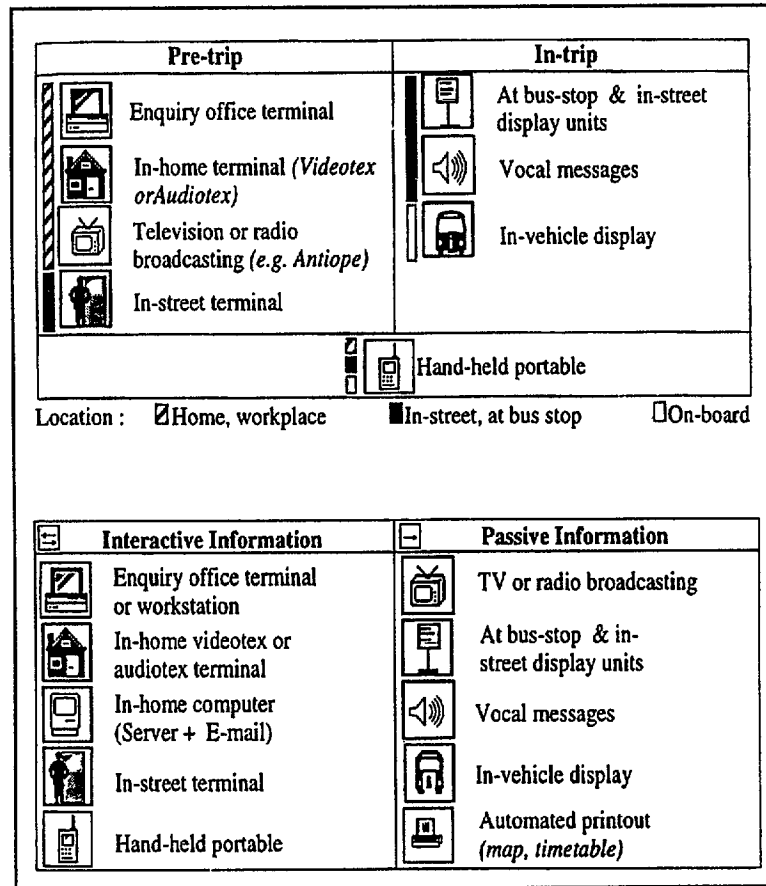 Pre-trip
Enquiry office terminal
In-home terminal (Videotex
orAudiotex)
Television or radio
broadcasting (e.g. Antiope)
In-street terminal
In-trip
At bus-stop & in-street
display units
Vocal messages
In-vehicle display
Hand-held portable
Location : Home, workplace In-street, at bus stop On-board
Interactive Information
Enquiry office terminal
or workstation
In-home videotex or
audiotex terminal
In-home computer
(Server + E-mail)
In-street terminal
Hand-held portable
Passive Information
TV or radio broadcasting
At bus-stop & in-
street display units
Vocal messages
In-vehicle display
Automated printout
(map, timetable)